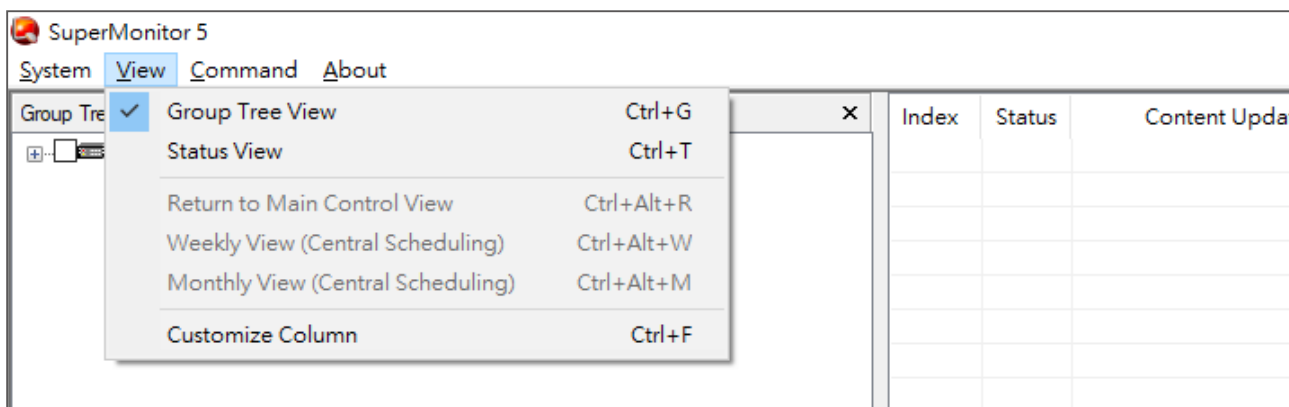 SuperMonitor 5
System View Command About
Group Tre
Group Tree View Ctrl+G
Status View Ctrl+T
Return to Main Control View Ctrl+Alt+R
Weekly View (Central Scheduling) Ctrl+Alt+W
Monthly View (Central Scheduling) Ctrl+Alt+M
Customize Column Ctrl+F
Index Status Content Upda